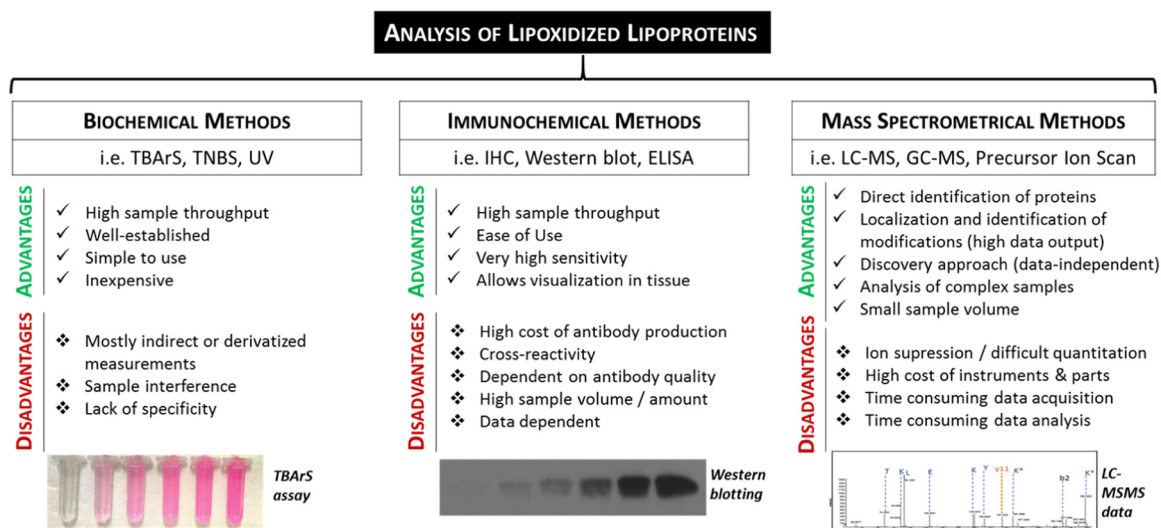 ANALYSIS OF LIPOXIDIZED LIPOPROTEINS
BIOCHEMICAL METHODS
i.e. TBArS, TNBS, UV
ADVANTAGES
✓ High sample throughput
✓ Well-established
✓ Simple to use
✓ Inexpensive
DISADVANTAGES
❖ Mostly indirect or derivatized
measurements
❖ Sample interference
❖ Lack of specificity
TBArS
assay
IMMUNOCHEMICAL METHODS
i.e. IHC, Western blot, ELISA
ADVANTAGES
✓ High sample throughput
✓ Ease of Use
✓ Very high sensitivity
✓ Allows visualization in tissue
DISADVANTAGES
❖ High cost of antibody production
❖ Cross-reactivity
❖ Dependent on antibody quality
❖ High sample volume / amount
❖ Data dependent
Western
blotting
MASS SPECTROMETRICAL METHODS
i.e. LC-MS, GC-MS, Precursor Ion Scan
ADVANTAGES
✓ Direct identification of proteins
✓ Localization and identification of
modifications (high data output)
✓ Discovery approach (data-independent)
✓ Analysis of complex samples
✓ Small sample volume
DISADVANTAGES
❖ Ion supression / difficult quantitation
❖ High cost of instruments & parts
❖ Time consuming data acquisition
❖ Time consuming data analysis
T K L E K Y Y11 K* b2 K*
LC-
MSMS
data